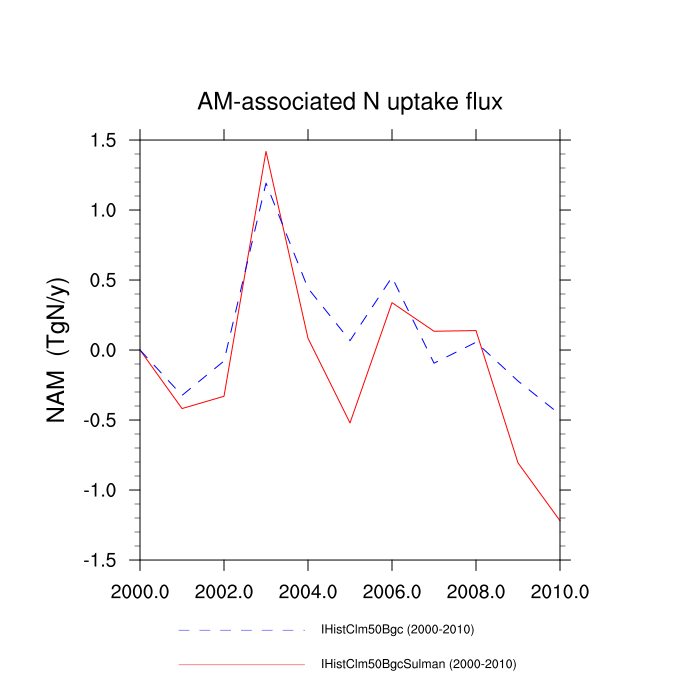 AM-associated N uptake flux
NAM (TgN/y)
1.5
1.0
0.5
0.0
-0.5
-1.0
-1.5
2000.0 2002.0 2004.0 2006.0 2008.0 2010.0
IHistClm50Bgc (2000-2010)
IHistClm50BgcSulman (2000-2010)